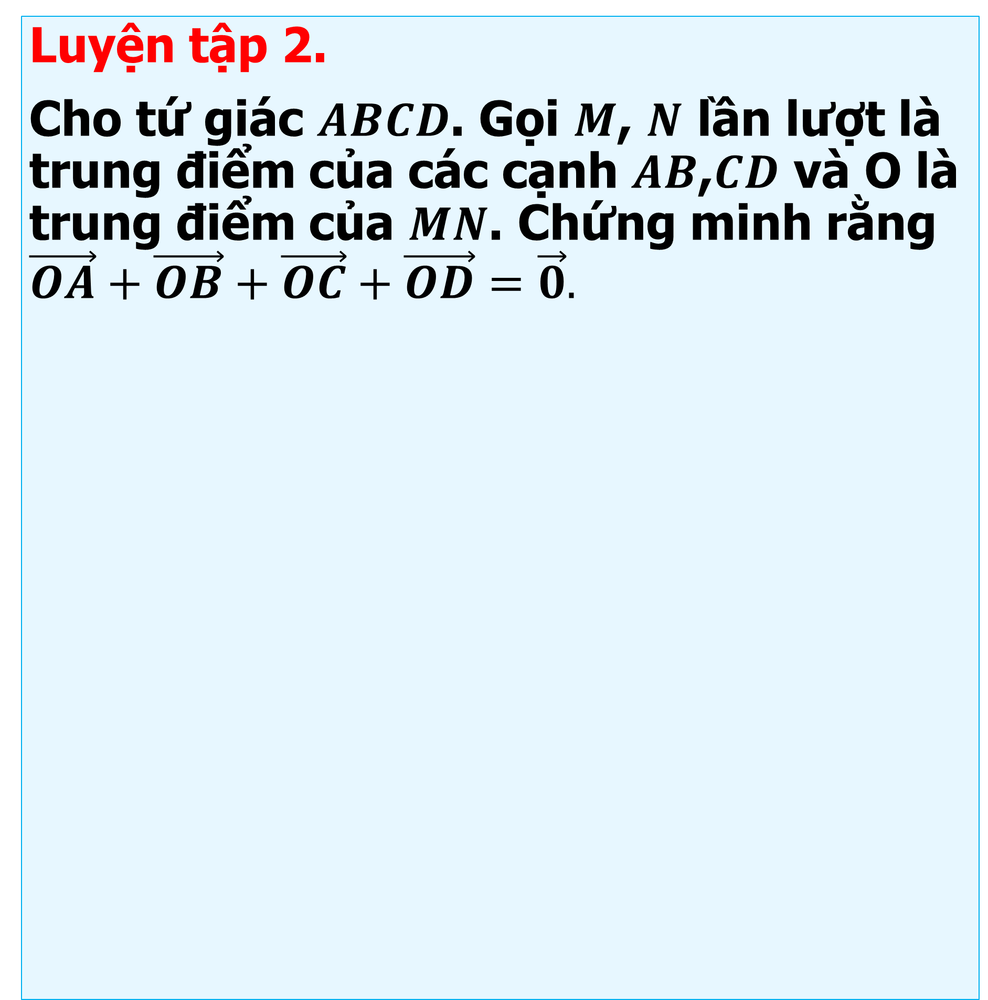 Luyện tập 2.
Cho tứ giác 𝑨𝑩𝑪𝑫. Gọi 𝑴, 𝑵 lần lượt là
trung điểm của các cạnh 𝑨𝑩,𝑪𝑫 và O là
trung điểm của 𝑴𝑵. Chứng minh rằng
$\overrightarrow{OA} + \overrightarrow{OB} + \overrightarrow{OC} + \overrightarrow{OD} = \overrightarrow{0}$.